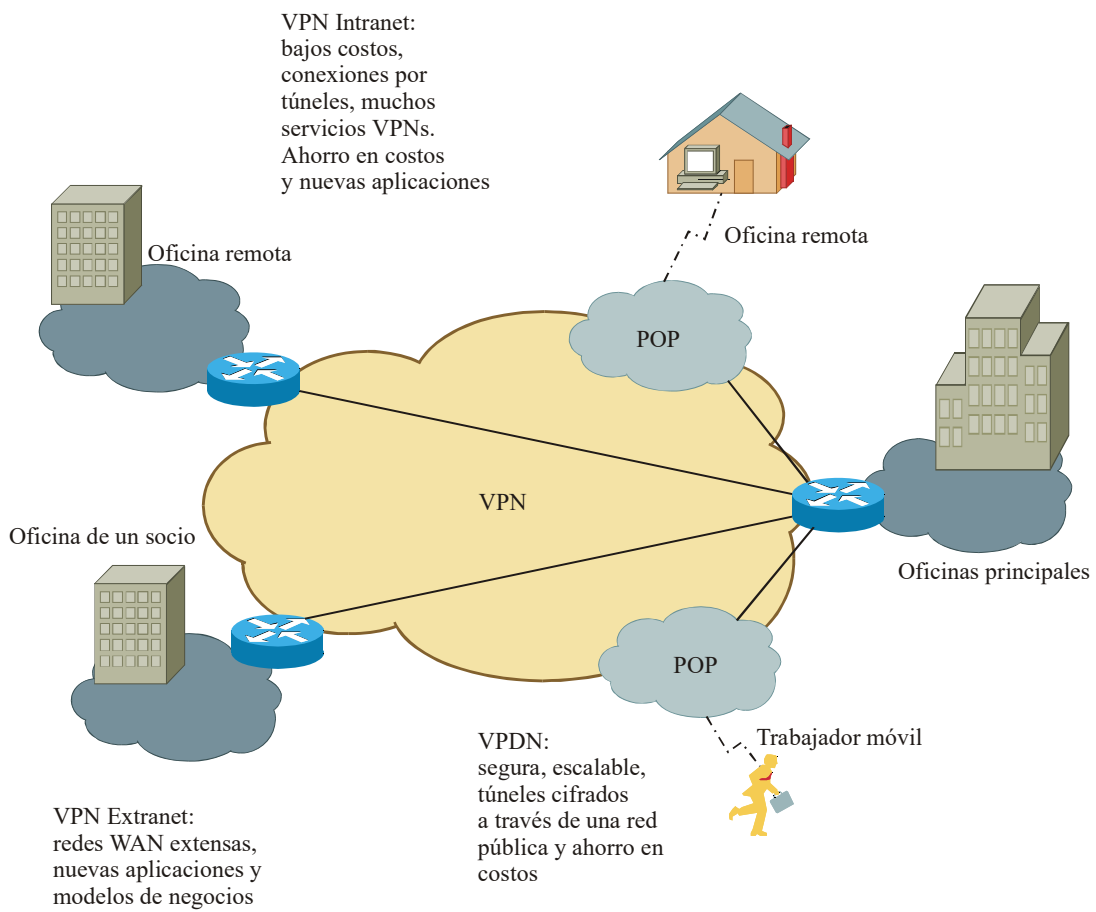 VPN Intranet:
bajos costos,
conexiones por
túneles, muchos
servicios VPNs.
Ahorro en costos
y nuevas aplicaciones
Oficina remota
Oficina remota
POP
VPN
Oficina de un socio
Oficinas principales
POP
Trabajador móvil
VPDN:
segura, escalable,
túneles cifrados
a través de una red
pública y ahorro en
costos
VPN Extranet:
redes WAN extensas,
nuevas aplicaciones y
modelos de negocios